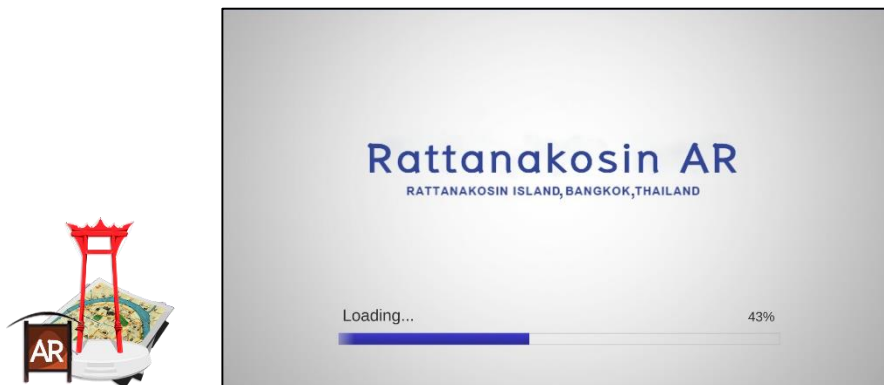 Rattanakosin AR
RATTANAKOSIN ISLAND, BANGKOK,THAILAND
Loading...
43%
AR